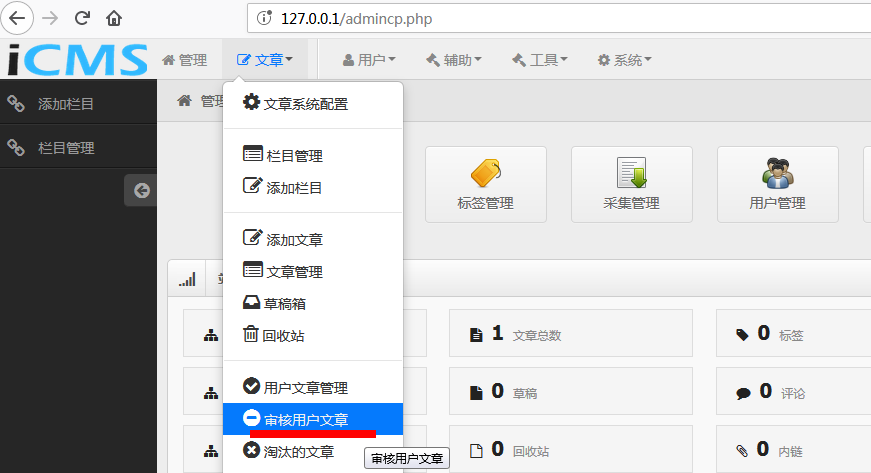 127.0.0.1/admincp.php
iCMS
管理
文章
用户
辅助
工具
系统
添加栏目
栏目管理
管理
文章系统配置
栏目管理
添加栏目
添加文章
文章管理
草稿箱
回收站
用户文章管理
审核用户文章
淘汰的文章
审核用户文章
标签管理
采集管理
用户管理
1 文章总数
0 标签
0 草稿
0 评论
0 回收站
0 内链